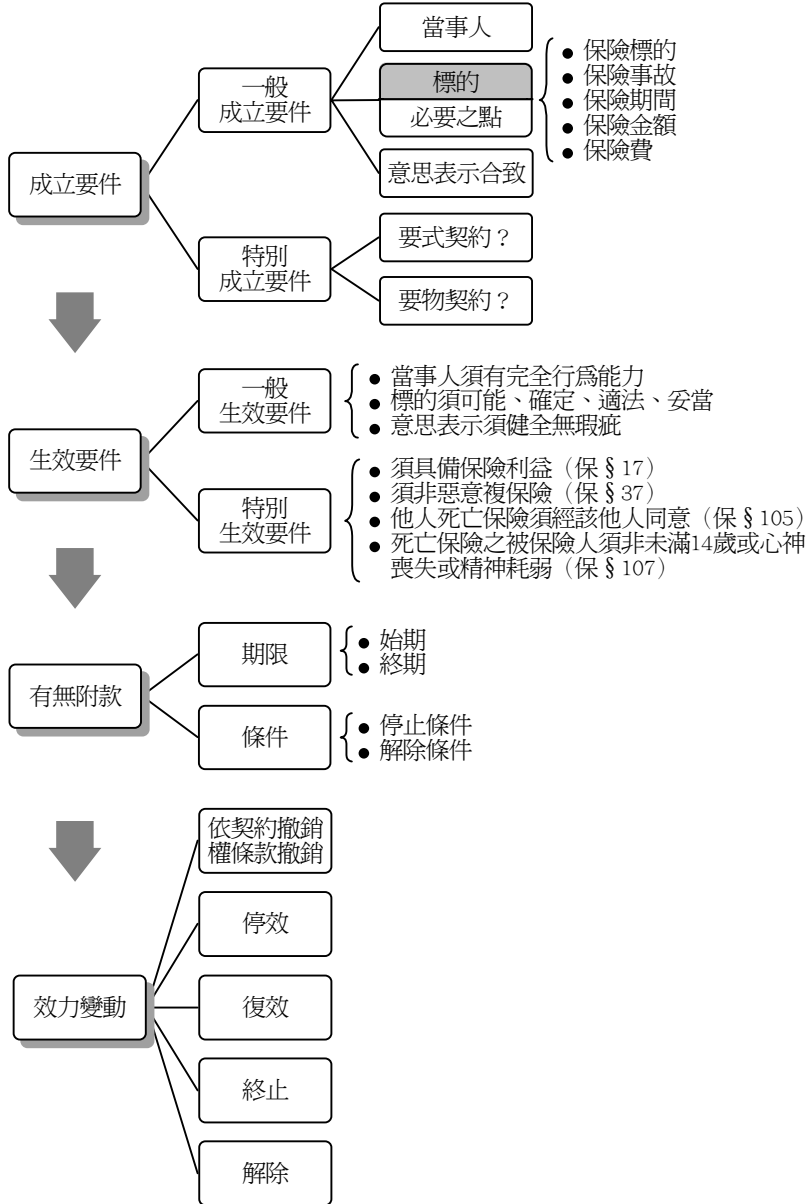 當事人
標的
必要之點
● 保險標的
● 保險事故
● 保險期間
● 保險金額
● 保險費
一般
成立要件
意思表示合致
成立要件
特別
成立要件
要式契約？
要物契約？
一般
生效要件
● 當事人須有完全行為能力
● 標的須可能、確定、適法、妥當
● 意思表示須健全無瑕疵
生效要件
特別
生效要件
● 須具備保險利益（保§17）
● 須非惡意複保險（保§37）
● 他人死亡保險須經該他人同意（保§105）
● 死亡保險之被保險人須非未滿14歲或心神
喪失或精神耗弱（保§107）
有無附款
期限
● 始期
● 終期
條件
● 停止條件
● 解除條件
效力變動
依契約撤銷
權條款撤銷
停效
復效
終止
解除